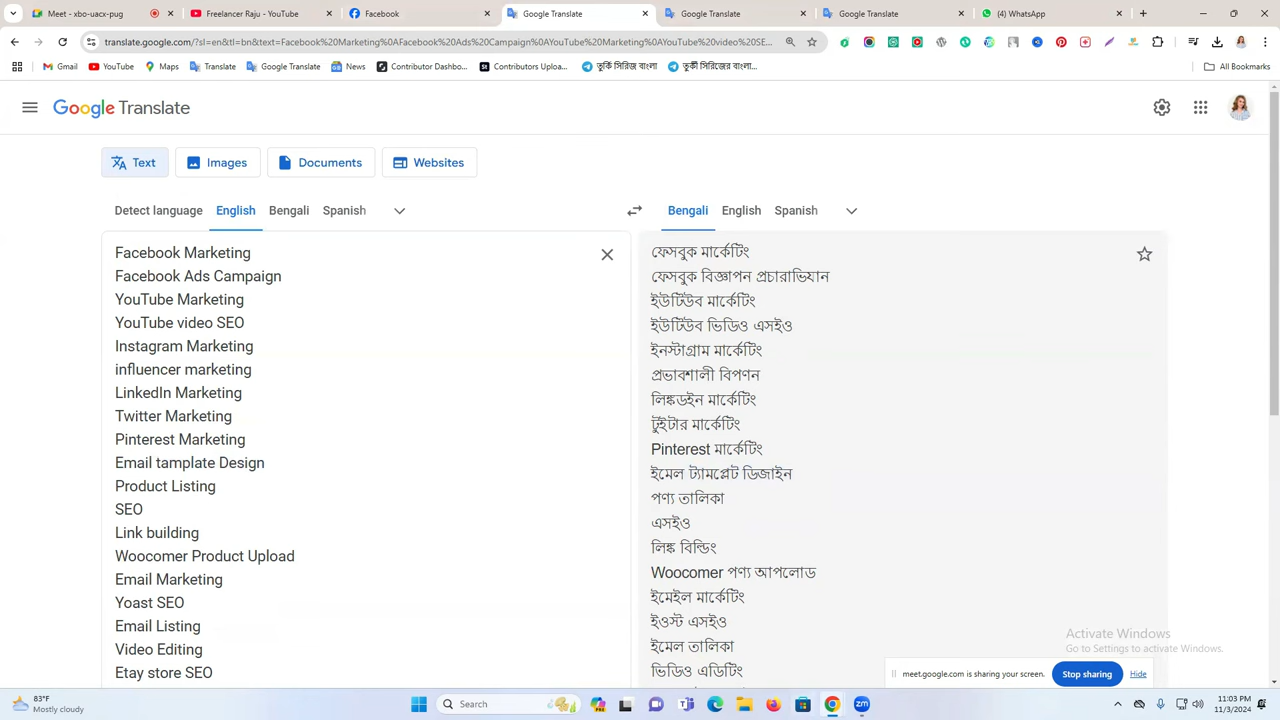 Meet - xbo-uacx-pug
Freelancer Raju - YouTube
Facebook
Google Translate
Google Translate
Google Translate
(4) WhatsApp
translate.google.com/?sl=en&tl=bn&text=Facebook%20Marketing%0AFacebook%20Ads%20Campaign%0AYouTube%20Marketing%0AYouTube%20video%20SE...
Gmail
YouTube
Maps
Translate
Google Translate
News
Contributor Dashbo...
Contributors Uploa...
তুর্কি সিরিজ বাংলা
তুর্কী সিরিজের বাংলা...
All Bookmarks
Google Translate
Text
Images
Documents
Websites
Detect language
English
Bengali
Spanish
Bengali
English
Spanish
Facebook Marketing
Facebook Ads Campaign
YouTube Marketing
YouTube video SEO
Instagram Marketing
influencer marketing
LinkedIn Marketing
Twitter Marketing
Pinterest Marketing
Email tamplate Design
Product Listing
SEO
Link building
Woocomer Product Upload
Email Marketing
Yoast SEO
Email Listing
Video Editing
Etay store SEO
ফেসবুক মার্কেটিং
ফেসবুক বিজ্ঞাপন প্রচারাভিযান
ইউটিউব মার্কেটিং
ইউটিউব ভিডিও এসইও
ইনস্টাগ্রাম মার্কেটিং
প্রভাবশালী বিপণন
লিঙ্কডইন মার্কেটিং
টুইটার মার্কেটিং
Pinterest মার্কেটিং
ইমেল ট্যামপ্লেট ডিজাইন
পণ্য তালিকা
এসইও
লিঙ্ক বিল্ডিং
Woocomer পণ্য আপলোড
ইমেইল মার্কেটিং
ইওস্ট এসইও
ইমেল তালিকা
ভিডিও এডিটিং
Activate Windows
Go to Settings to activate Windows.
meet.google.com is sharing your screen.
Stop sharing
Hide
83°F
Mostly cloudy
Search
11:03 PM
11/3/2024